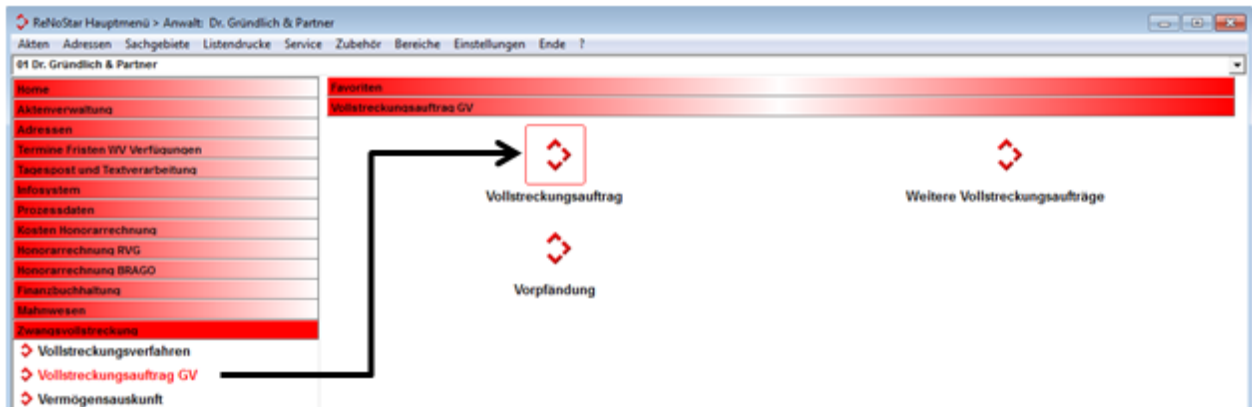 ReNoStar Hauptmenü > Anwalt: Dr. Gründlich & Partner
Akten Adressen Sachgebiete Listendrucke Service Zubehör Bereiche Einstellungen Ende ?
01 Dr. Gründlich & Partner
Home
Aktenverwaltung
Adressen
Termine Fristen WV Verfügungen
Tagespost und Textverarbeitung
Infosystem
Prozessdaten
Kosten Honorarrechnung
Honorarrechnung RVG
Honorarrechnung BRAGO
Finanzbuchhaltung
Mahnwesen
Zwangsvollstreckung
Vollstreckungsverfahren
Vollstreckungsauftrag GV
Vermögensauskunft
Favoriten
Vollstreckungsauftrag GV
Vollstreckungsauftrag
Weitere Vollstreckungsaufträge
Vorpfändung